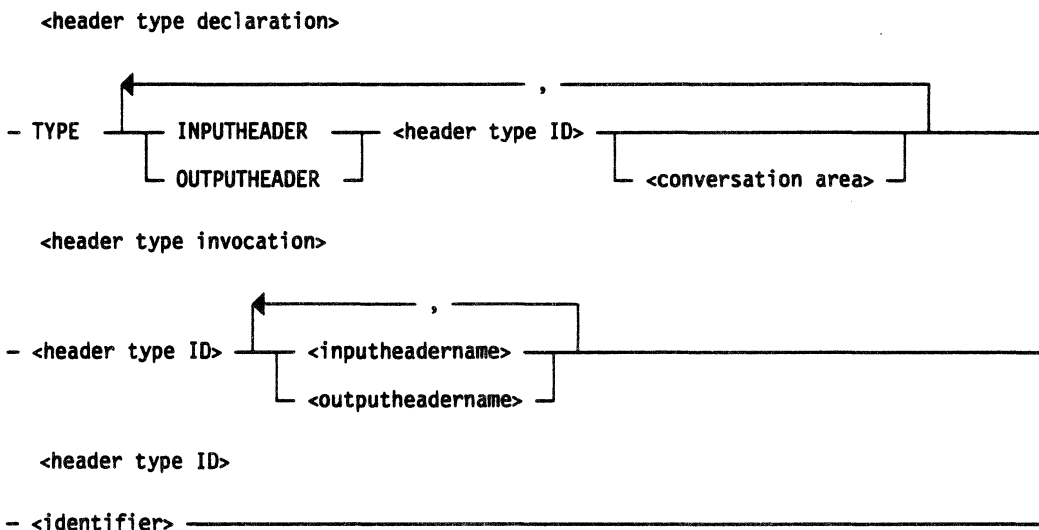 <header type declaration>
,
TYPE INPUTHEADER <header type ID>
OUTPUTHEADER <conversation area>
<header type invocation>
,
<header type ID> <inputheadername>
<outputheadername>
<header type ID>
<identifier>